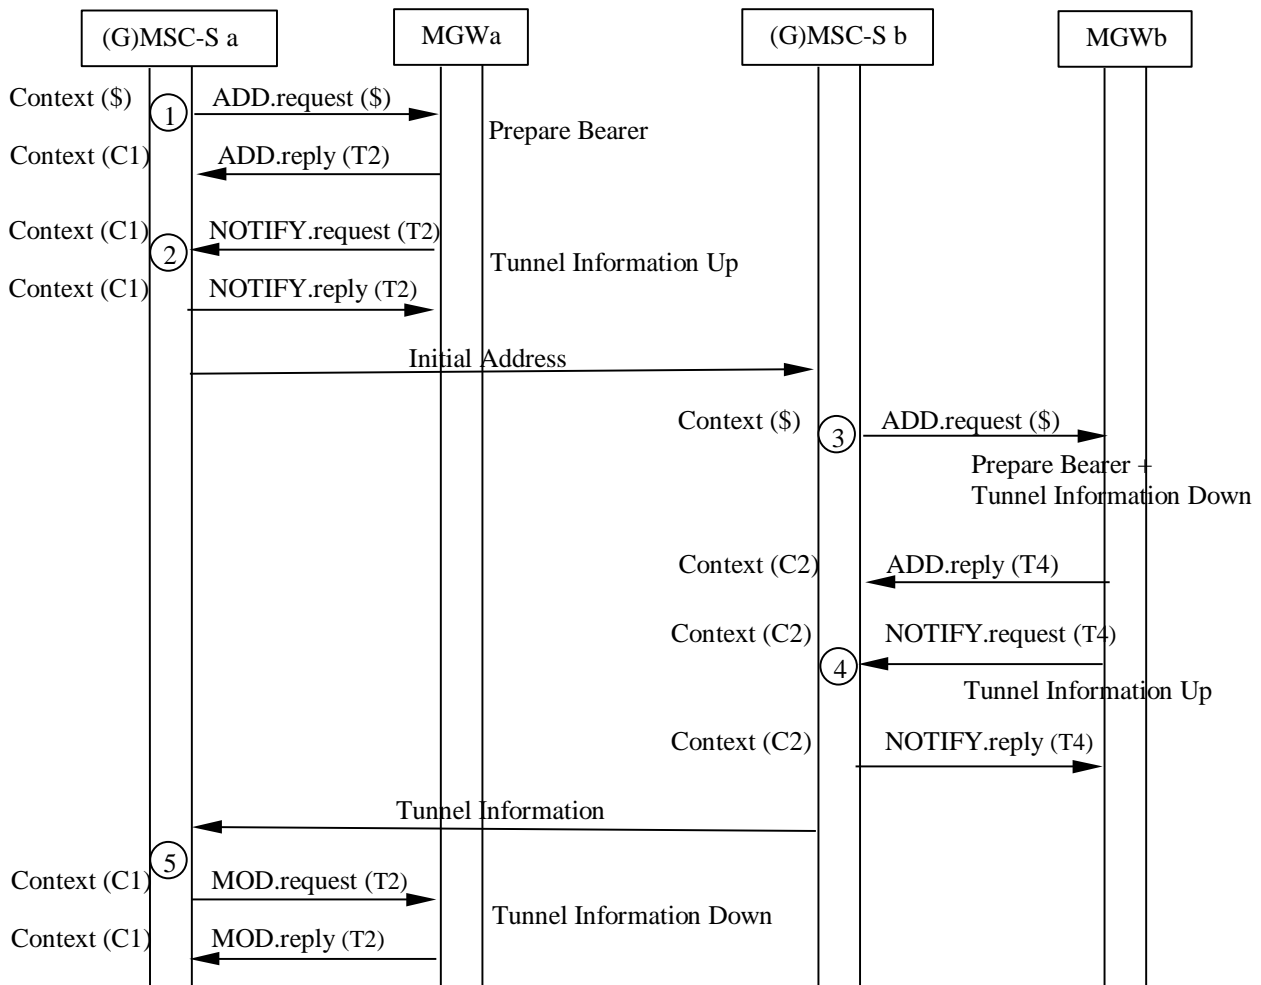 (G)MSC-S a
MGWa
(G)MSC-S b
MGWb
Context ($)
1
ADD.request ($)
Prepare Bearer
Context (C1)
ADD.reply (T2)
Context (C1)
2
NOTIFY.request (T2)
Tunnel Information Up
Context (C1)
NOTIFY.reply (T2)
Initial Address
Context ($)
3
ADD.request ($)
Prepare Bearer +
Tunnel Information Down
Context (C2)
ADD.reply (T4)
Context (C2)
NOTIFY.request (T4)
4
Tunnel Information Up
Context (C2)
NOTIFY.reply (T4)
Tunnel Information
5
Context (C1)
MOD.request (T2)
Tunnel Information Down
Context (C1)
MOD.reply (T2)